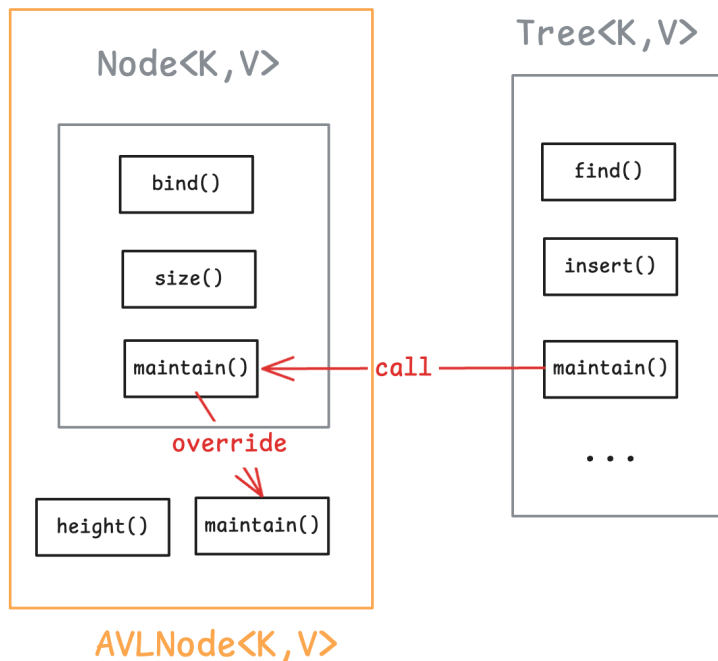 Node<K,V>
bind()
size()
maintain()
override
height()
maintain()
AVLNode<K,V>
call
Tree<K,V>
find()
insert()
maintain()
...